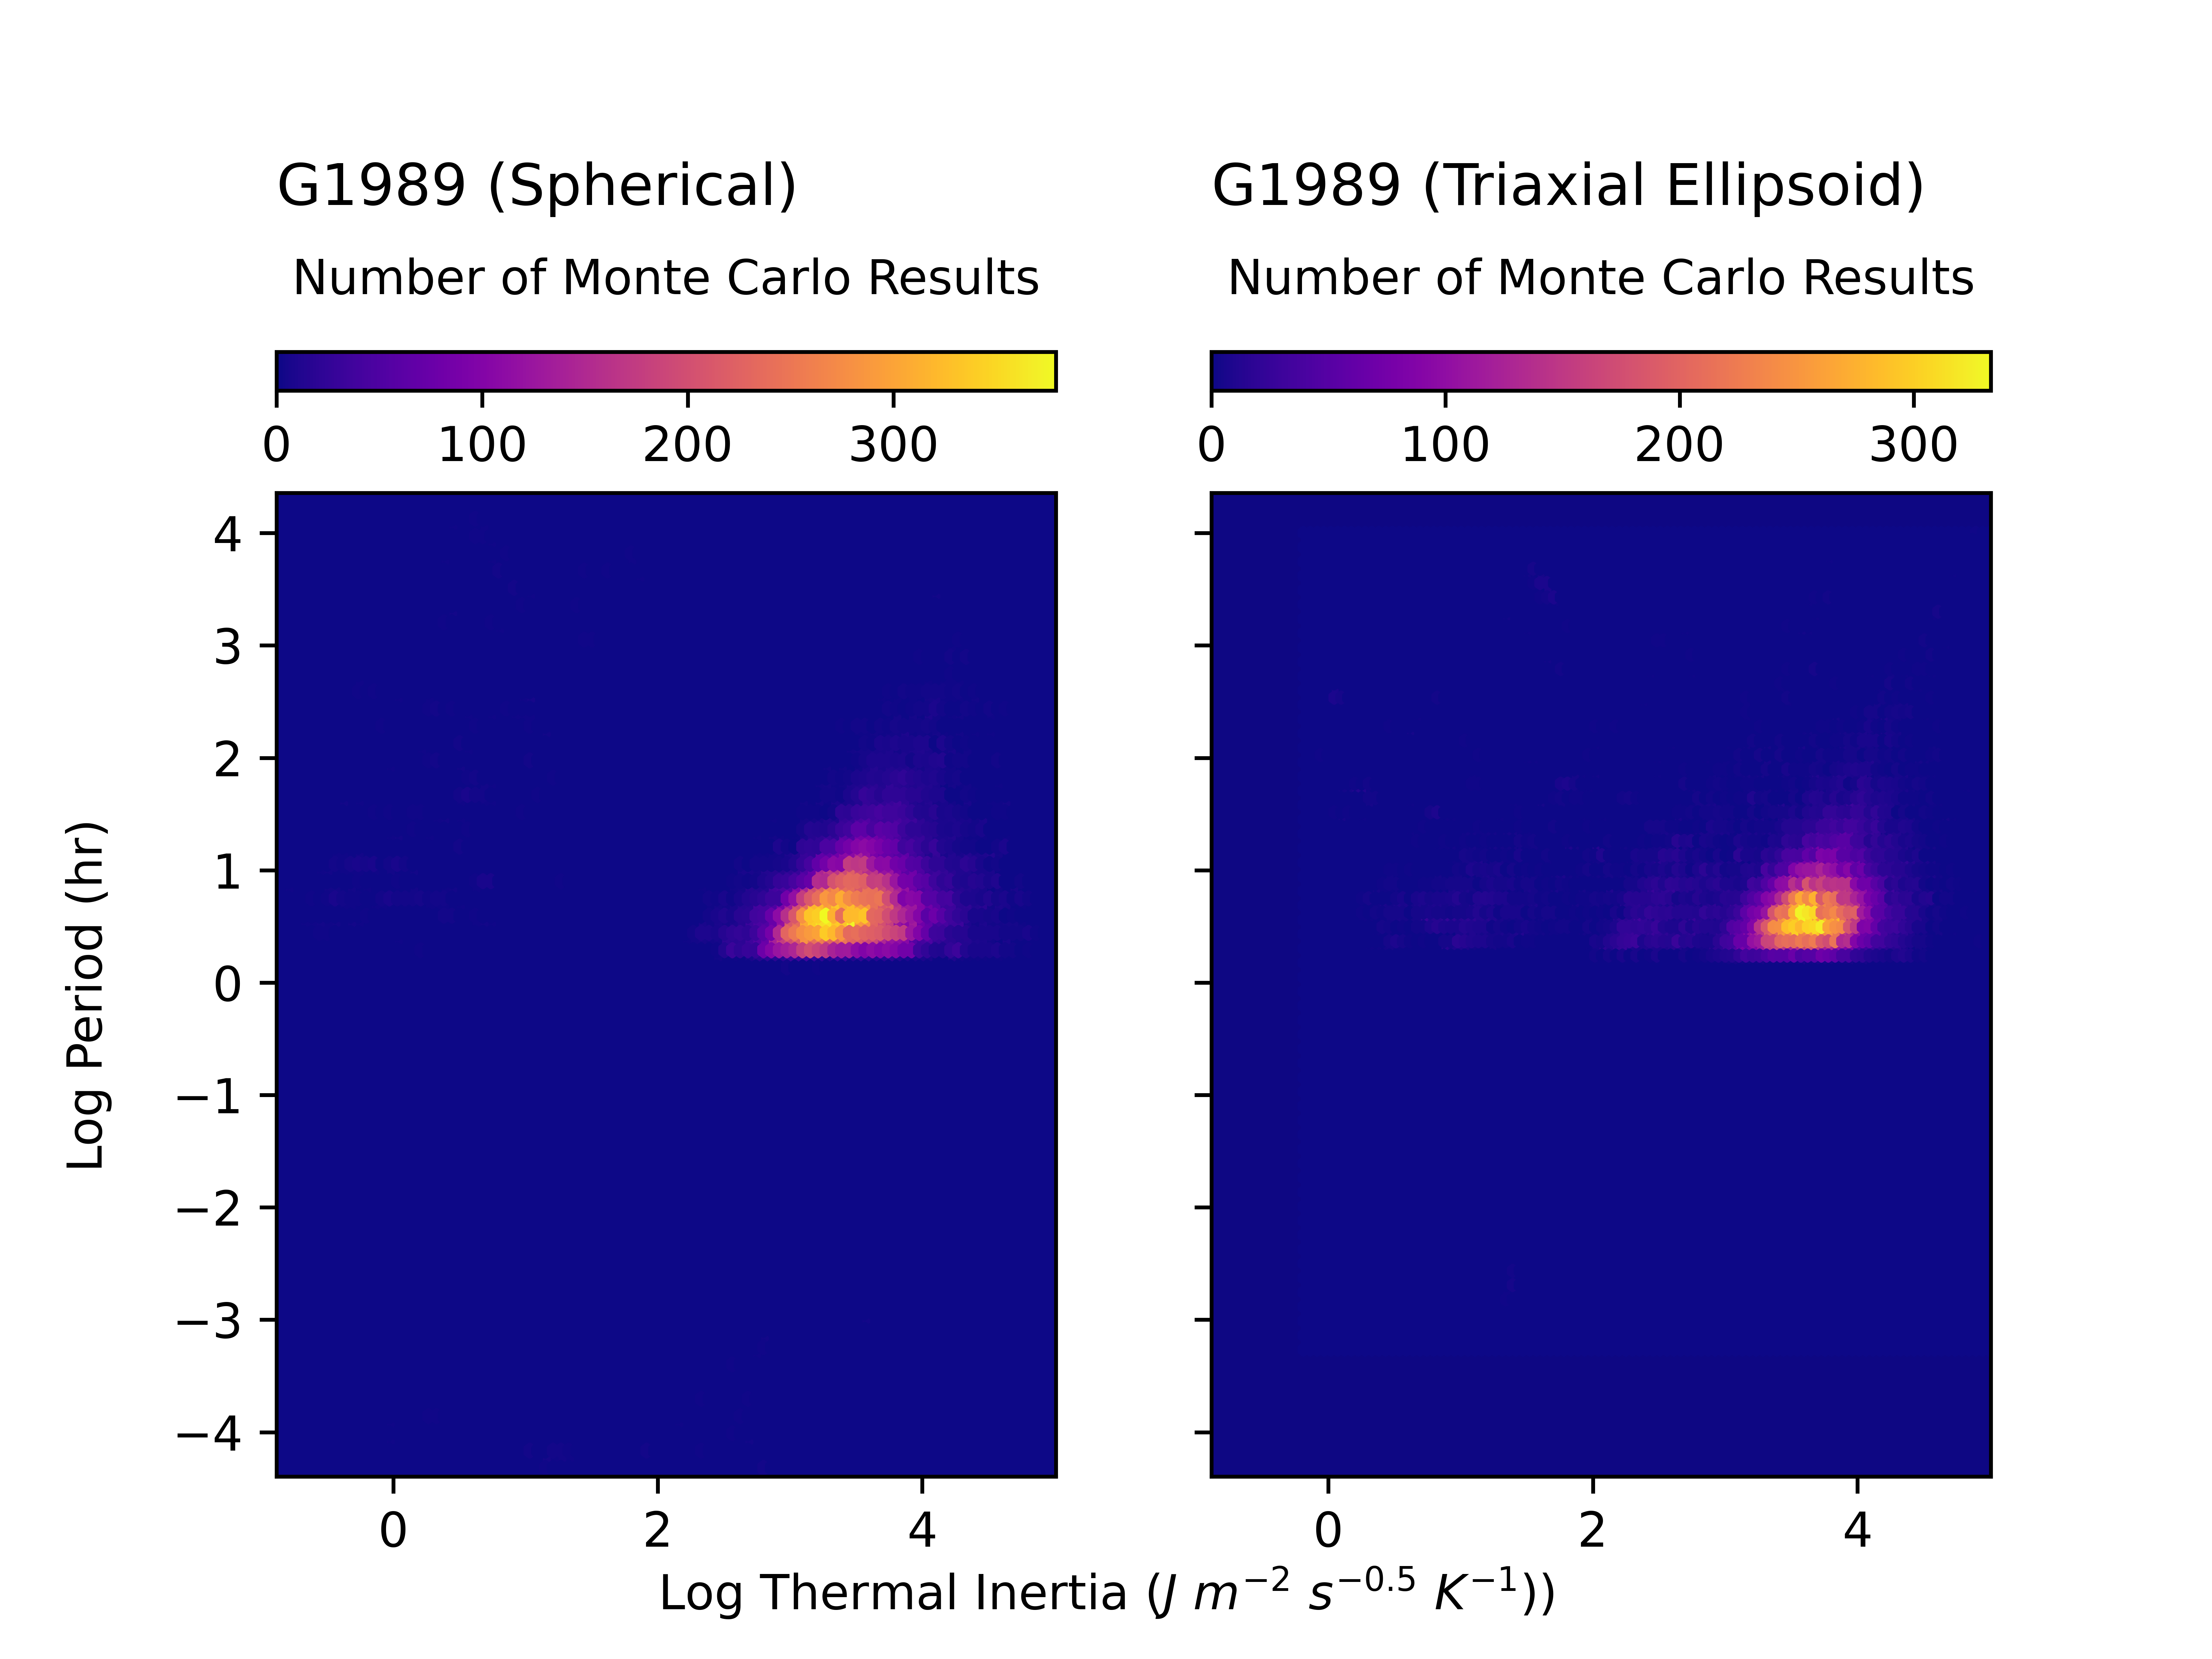 G1989 (Spherical)
Number of Monte Carlo Results
0 100 200 300
G1989 (Triaxial Ellipsoid)
Number of Monte Carlo Results
0 100 200 300
Log Period (hr)
4
3
2
1
0
−1
−2
−3
−4
0 2 4
0 2 4
Log Thermal Inertia (J m⁻² s⁻⁰·⁵ K⁻¹))